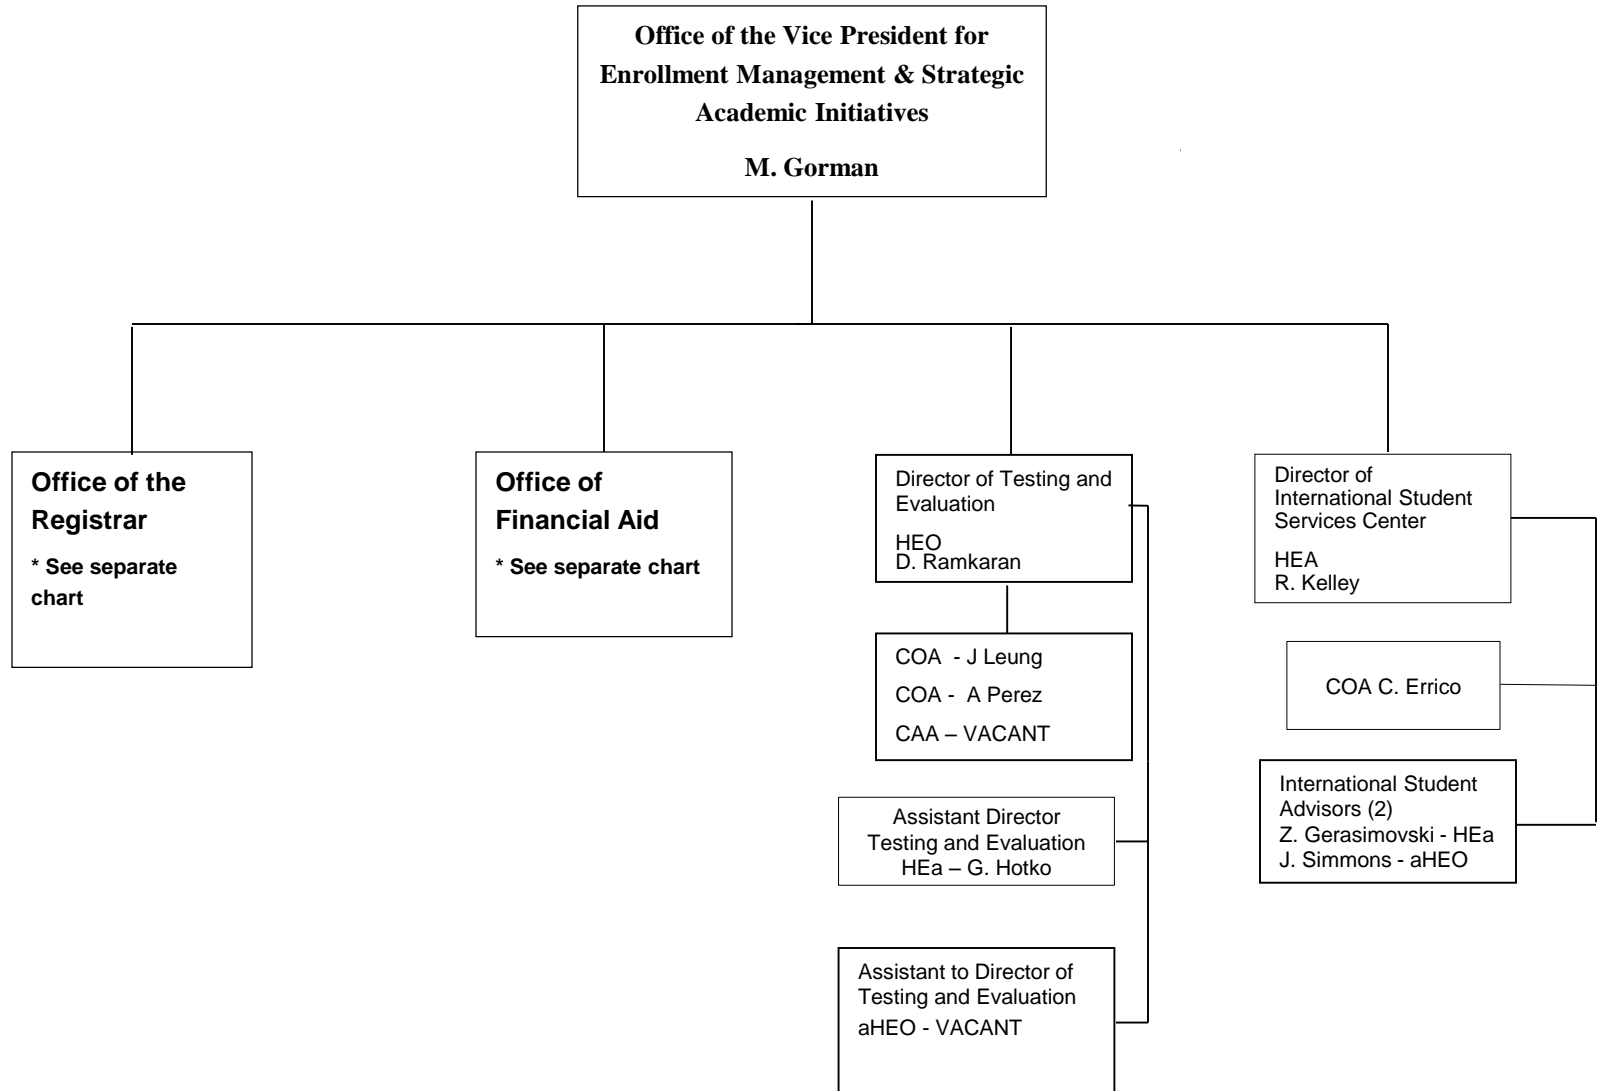 Office of the Vice President for
Enrollment Management & Strategic
Academic Initiatives
M. Gorman
Office of the
Registrar
* See separate
chart
Office of
Financial Aid
* See separate chart
Director of Testing and
Evaluation
HEO
D. Ramkaran
COA - J Leung
COA - A Perez
CAA – VACANT
Assistant Director
Testing and Evaluation
HEa – G. Hotko
Assistant to Director of
Testing and Evaluation
aHEO - VACANT
Director of
International Student
Services Center
HEA
R. Kelley
COA C. Errico
International Student
Advisors (2)
Z. Gerasimovski - HEa
J. Simmons - aHEO